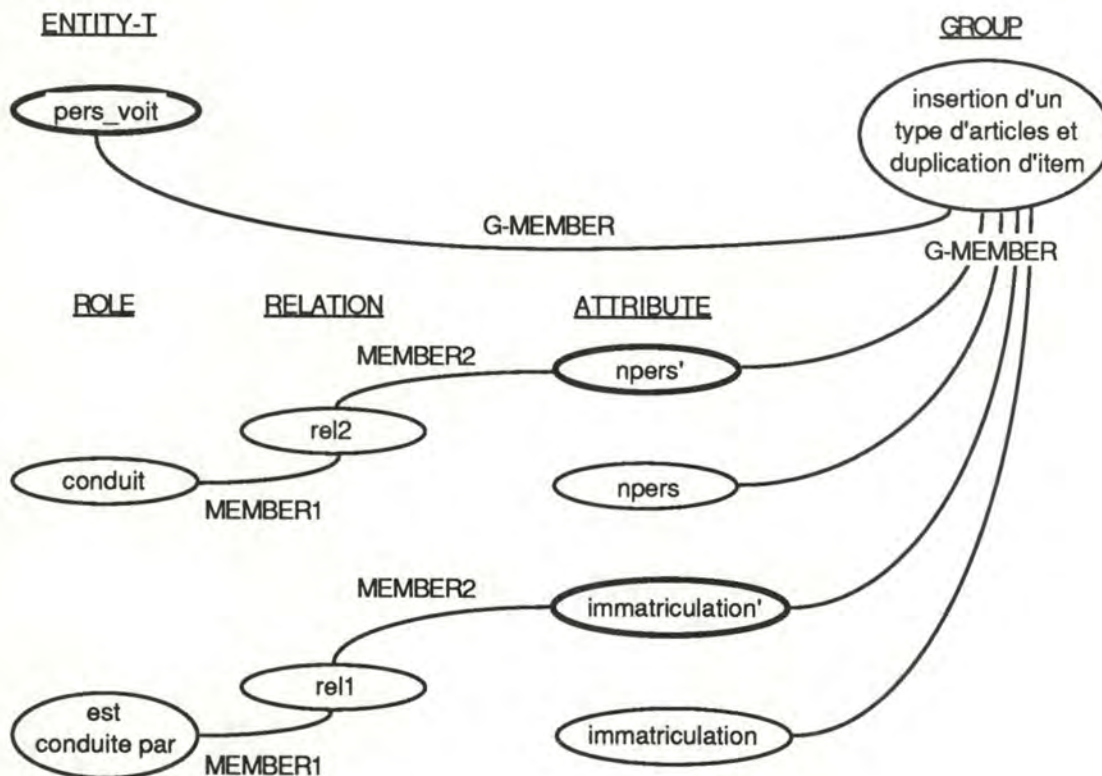 ENTITY-T
GROUP
pers_voit
insertion d'un
type d'articles et
duplication d'item
G-MEMBER
G-MEMBER
ROLE
RELATION
ATTRIBUTE
MEMBER2
npers'
rel2
conduit
npers
MEMBER1
MEMBER2
immatriculation'
rel1
est
conduite par
immatriculation
MEMBER1